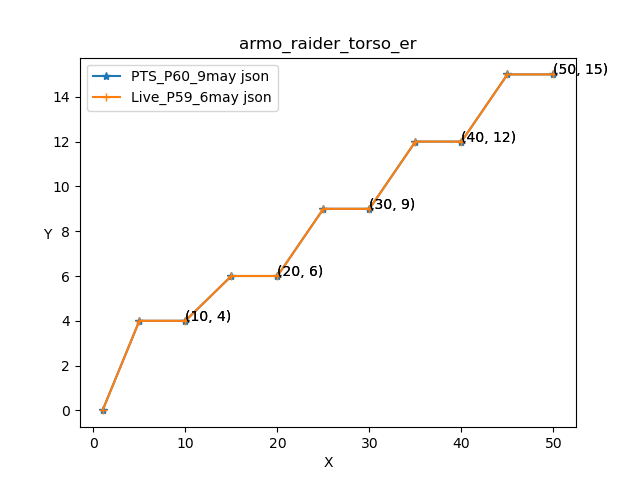 armo_raider_torso_er
PTS_P60_9may json
Live_P59_6may json
(50, 15)
(40, 12)
(30, 9)
(20, 6)
(10, 4)
14
12
10
8
6
4
2
0
Y
0 10 20 30 40 50
X